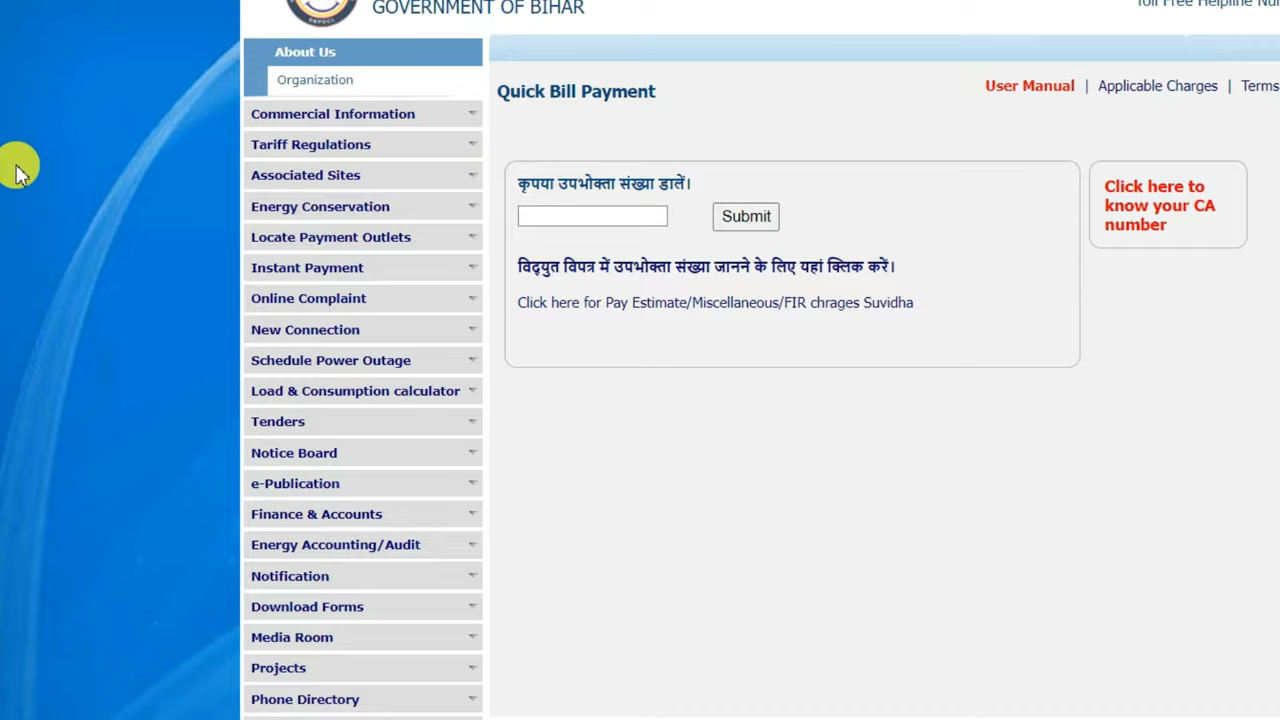 GOVERNMENT OF BIHAR
Toll Free Helpline
About Us
Organization
Commercial Information
Tariff Regulations
Associated Sites
Energy Conservation
Locate Payment Outlets
Instant Payment
Online Complaint
New Connection
Schedule Power Outage
Load & Consumption calculator
Tenders
Notice Board
e-Publication
Finance & Accounts
Energy Accounting/Audit
Notification
Download Forms
Media Room
Projects
Phone Directory
Quick Bill Payment
User Manual | Applicable Charges | Terms
कृपया उपभोक्ता संख्या डालें।
Submit
विद्युत विपत्र में उपभोक्ता संख्या जानने के लिए यहां क्लिक करें।
Click here for Pay Estimate/Miscellaneous/FIR chrages Suvidha
Click here to
know your CA
number